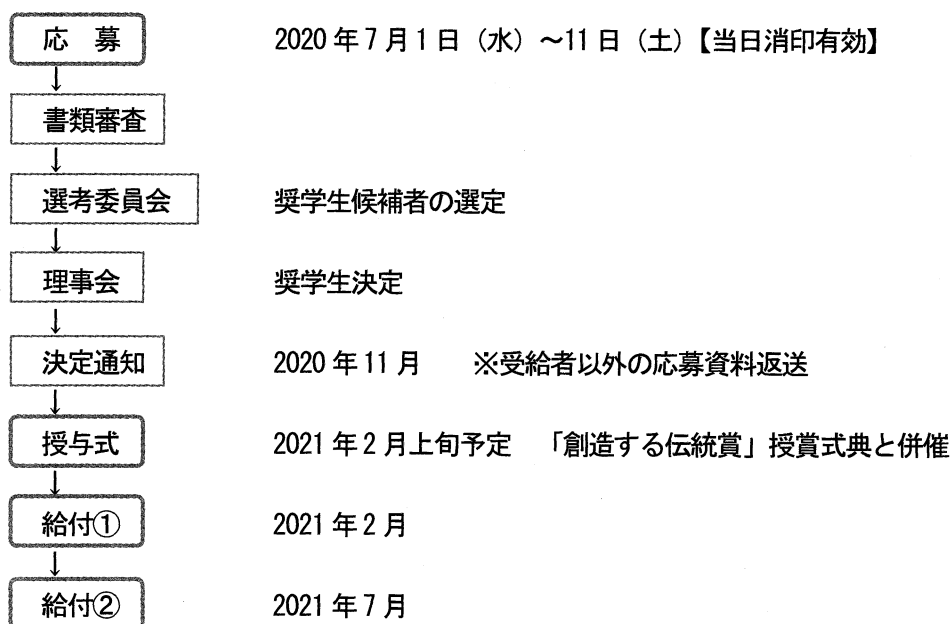 応　募　2020年7月1日（水）～11日（土）【当日消印有効】
↓
書類審査
↓
選考委員会　奨学生候補者の選定
↓
理事会　奨学生決定
↓
決定通知　2020年11月　※受給者以外の応募資料返送
↓
授与式　2021年2月上旬予定　「創造する伝統賞」授賞式典と併催
↓
給付①　2021年2月
↓
給付②　2021年7月